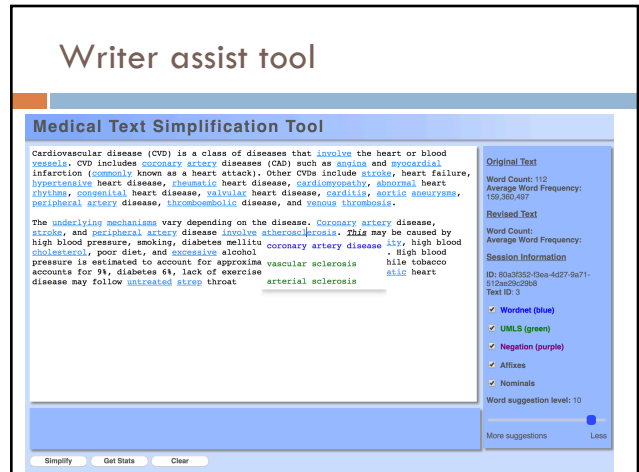 Writer assist tool
Medical Text Simplification Tool
Cardiovascular disease (CVD) is a class of diseases that involve the heart or blood
vessels. CVD includes coronary artery diseases (CAD) such as angina and myocardial
infarction (commonly known as a heart attack). Other CVDs include stroke, heart failure,
hypertensive heart disease, rheumatic heart disease, cardiomyopathy, abnormal heart
rhythms, congenital heart disease, valvular heart disease, carditis, aortic aneurysms,
peripheral artery disease, thromboembolic disease, and venous thrombosis.
The underlying mechanisms vary depending on the disease. Coronary artery disease,
stroke, and peripheral artery disease involve atherosclerosis. This may be caused by
high blood pressure, smoking, diabetes mellitu ity, high blood
cholesterol, poor diet, and excessive alcohol . High blood
pressure is estimated to account for approxima hile tobacco
accounts for 9%, diabetes 6%, lack of exercise atic heart
disease may follow untreated strep throat
coronary artery disease
vascular sclerosis
arterial sclerosis
Original Text
Word Count: 112
Average Word Frequency:
159,360,497
Revised Text
Word Count:
Average Word Frequency:
Session Information
ID: 80a3f352-f3ea-4d27-9a71-
512ae29c29b8
Text ID: 3
Wordnet (blue)
UMLS (green)
Negation (purple)
Affixes
Nominals
Word suggestion level: 10
More suggestions Less
Simplify Get Stats Clear